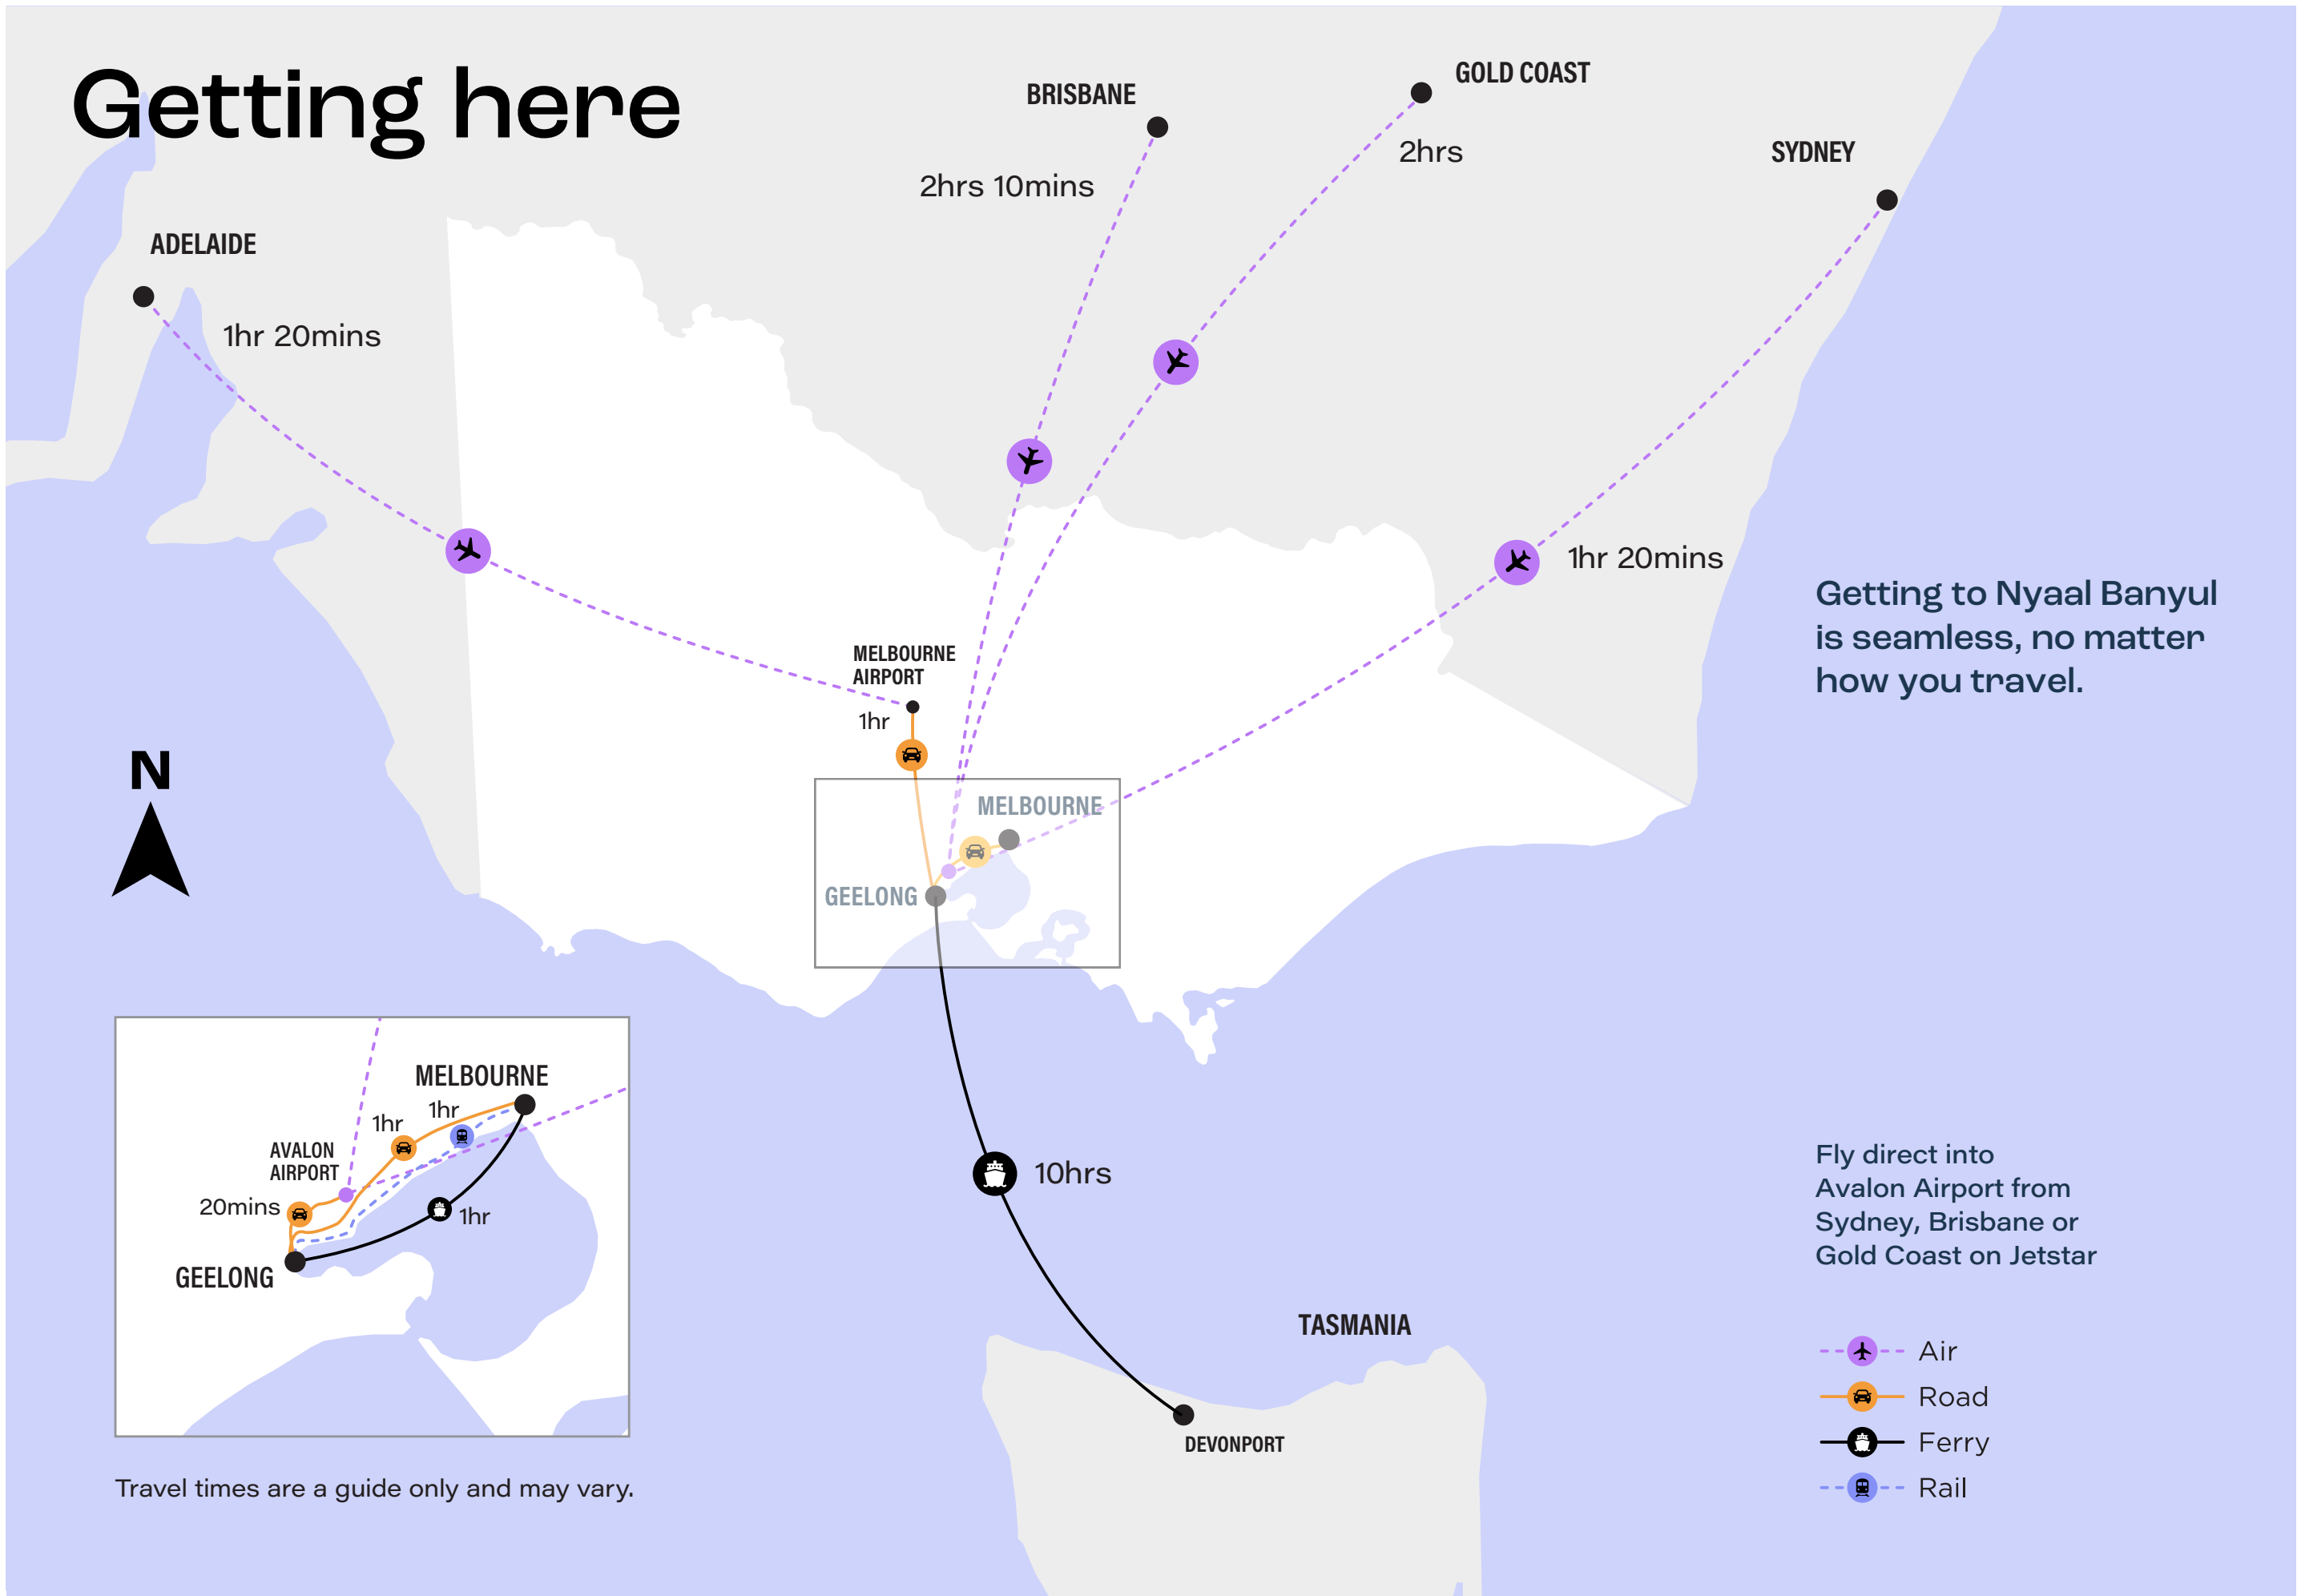 Getting here
BRISBANE
GOLD COAST
2hrs 10mins
2hrs
SYDNEY
ADELAIDE
1hr 20mins
1hr 20mins
Getting to Nyaal Banyul
is seamless, no matter
how you travel.
MELBOURNE
AIRPORT
1hr
N
MELBOURNE
GEELONG
MELBOURNE
1hr
1hr
AVALON
AIRPORT
20mins
1hr
GEELONG
10hrs
Fly direct into
Avalon Airport from
Sydney, Brisbane or
Gold Coast on Jetstar
TASMANIA
DEVONPORT
Air
Road
Ferry
Rail
Travel times are a guide only and may vary.